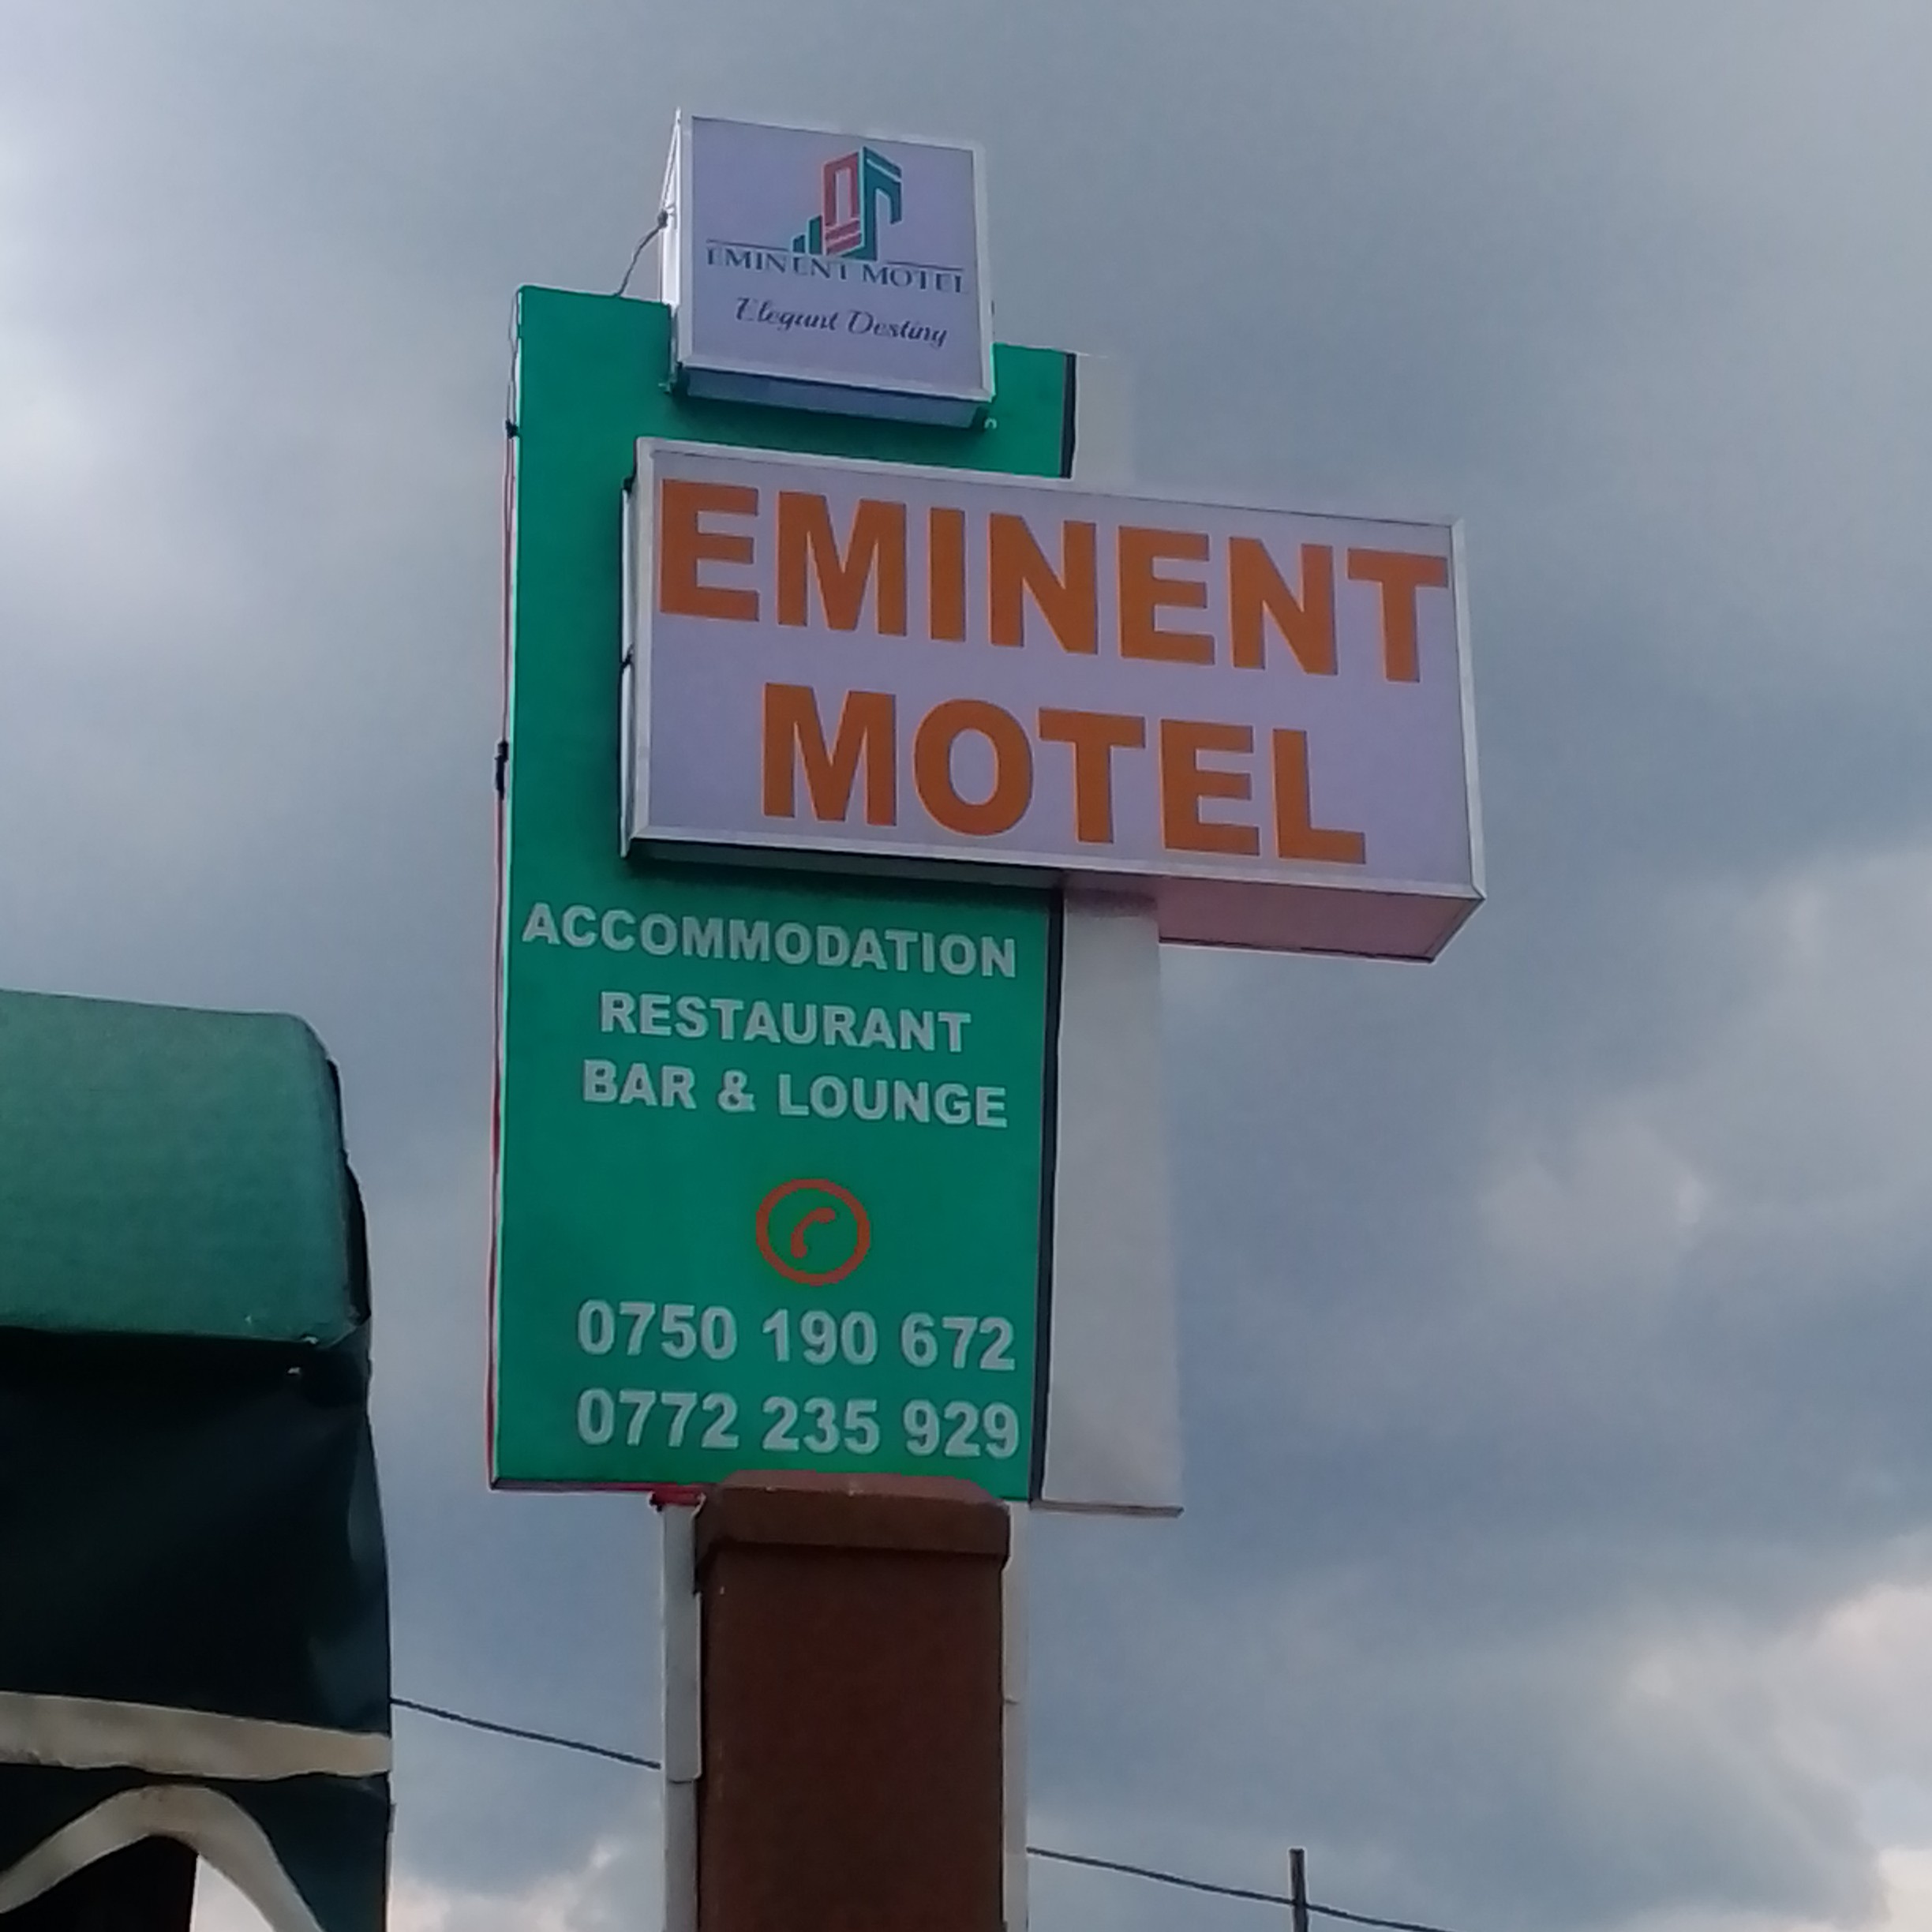 EMINENT MOTEL
Elegant Destiny
EMINENT
MOTEL
ACCOMMODATION
RESTAURANT
BAR & LOUNGE
0750 190 672
0772 235 929